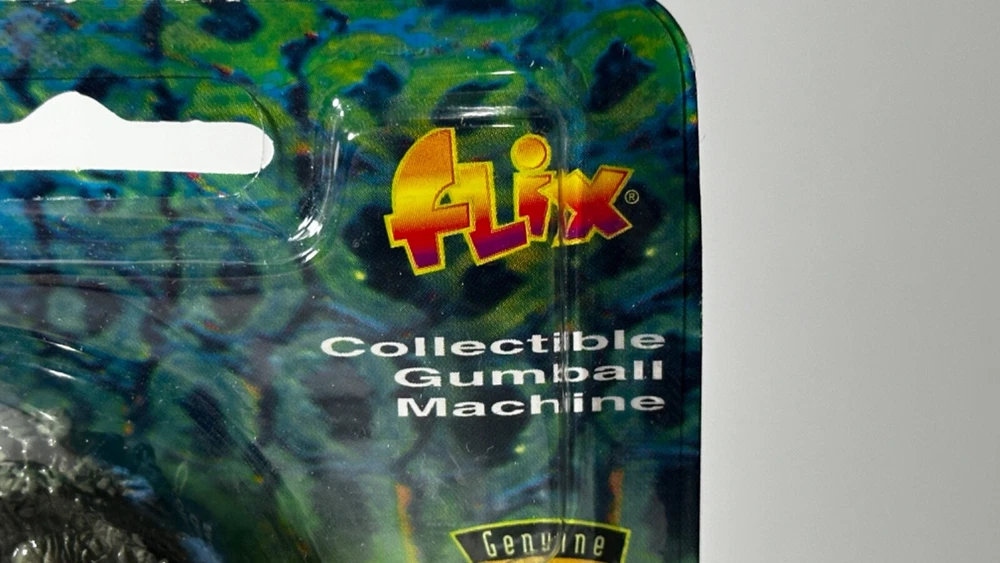 FLix®
Collectible
Gumball
Machine
Genuine